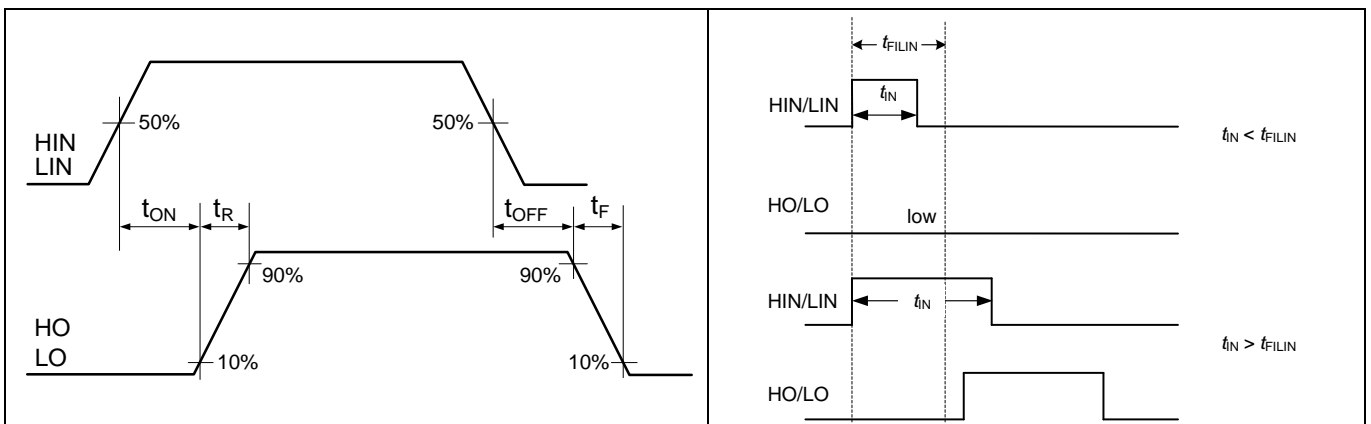 50%
50%
HIN
LIN
tON
tR
tOFF
tF
90%
90%
HO
LO
10%
10%
tFILIN
HIN/LIN
tIN
tIN < tFILIN
HO/LO
low
HIN/LIN
tIN
tIN > tFILIN
HO/LO